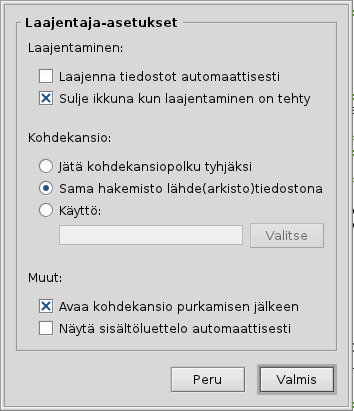 Laajentaja-asetukset
Laajentaminen:
Laajenna tiedostot automaattisesti
Sulje ikkuna kun laajentaminen on tehty
Kohdekansio:
Jätä kohdekansiopolku tyhjäksi
Sama hakemisto lähde(arkisto)tiedostona
Käyttö:
Valitse
Muut:
Avaa kohdekansio purkamisen jälkeen
Näytä sisältöluettelo automaattisesti
Peru
Valmis